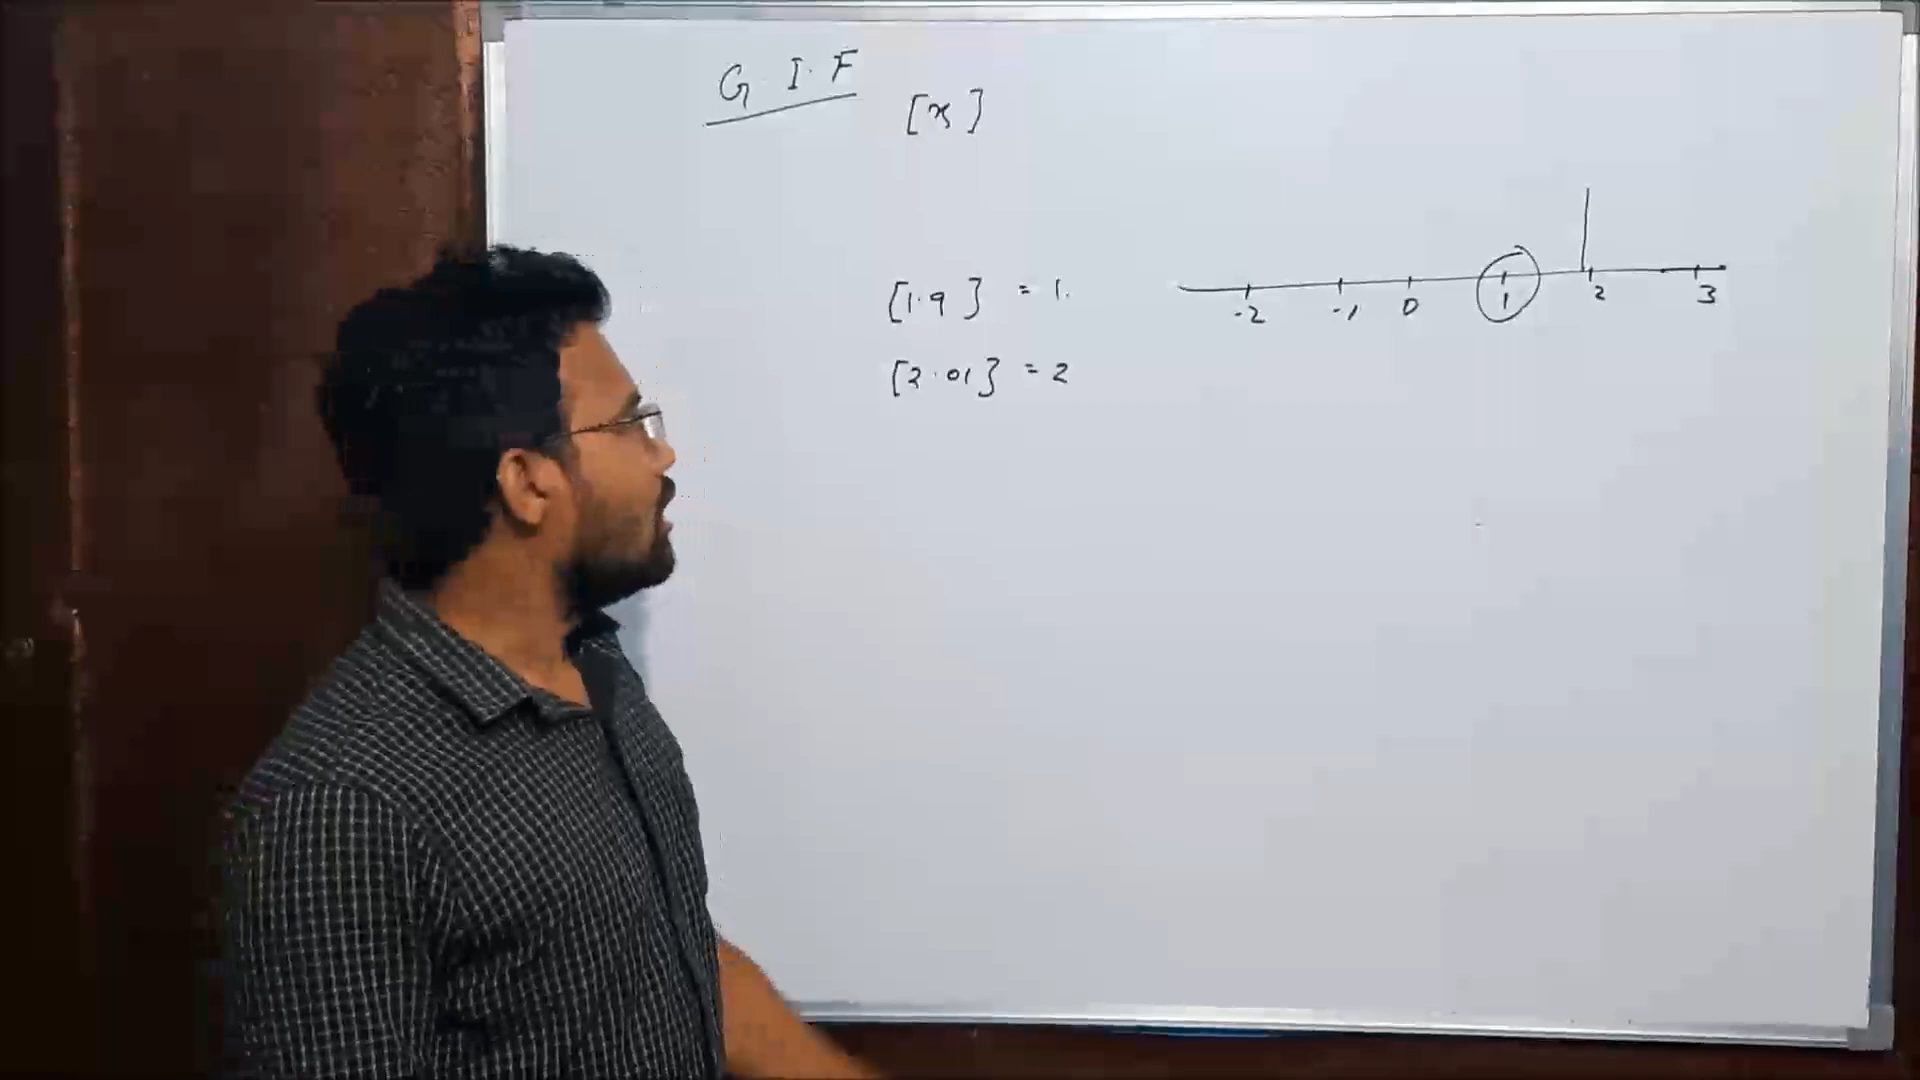 G.I.F
[x]
[1.9] = 1.
[2.01] = 2
-2 -1 0 1 2 3